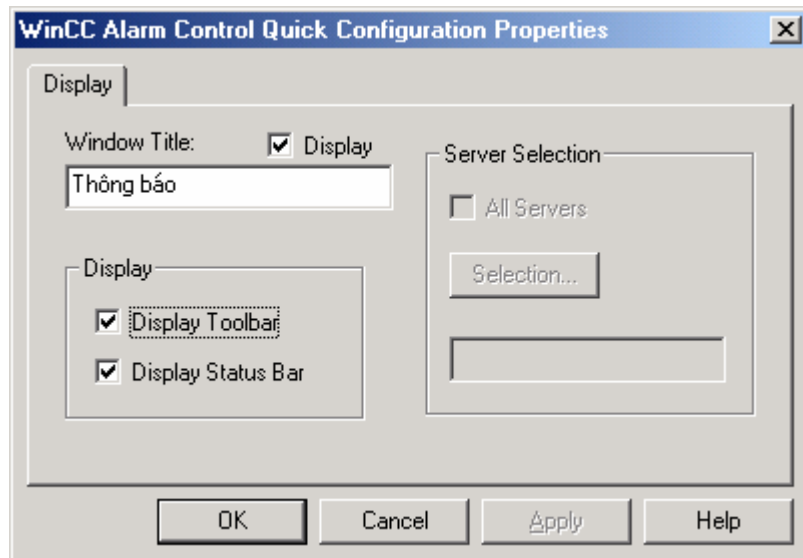 WinCC Alarm Control Quick Configuration Properties
Display
Window Title:
Display
Thông báo
Display
Display Toolbar
Display Status Bar
Server Selection
All Servers
Selection...
OK
Cancel
Apply
Help